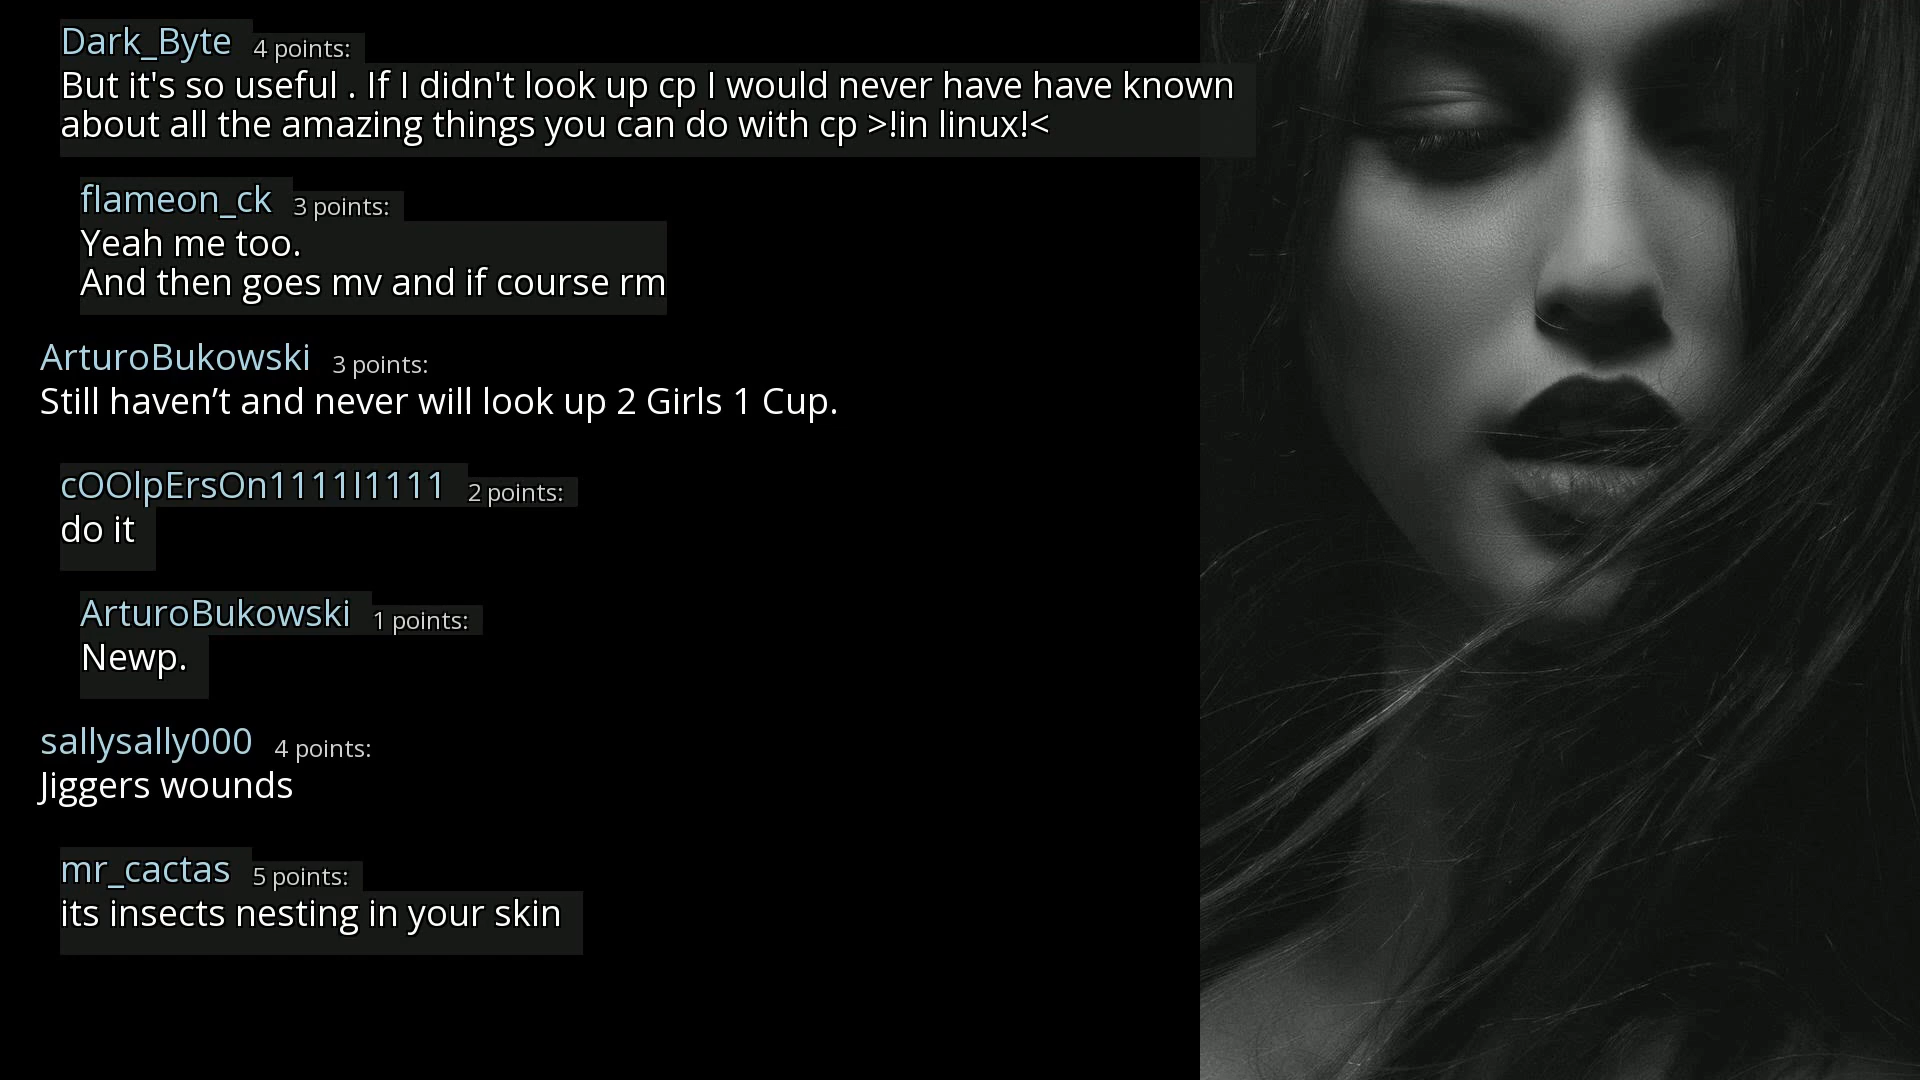 Dark_Byte 4 points:
But it's so useful . If I didn't look up cp I would never have have known
about all the amazing things you can do with cp >!in linux!<
flameon_ck 3 points:
Yeah me too.
And then goes mv and if course rm
ArturoBukowski 3 points:
Still haven’t and never will look up 2 Girls 1 Cup.
cOOlpErsOn1111l1111 2 points:
do it
ArturoBukowski 1 points:
Newp.
sallysally000 4 points:
Jiggers wounds
mr_cactas 5 points:
its insects nesting in your skin